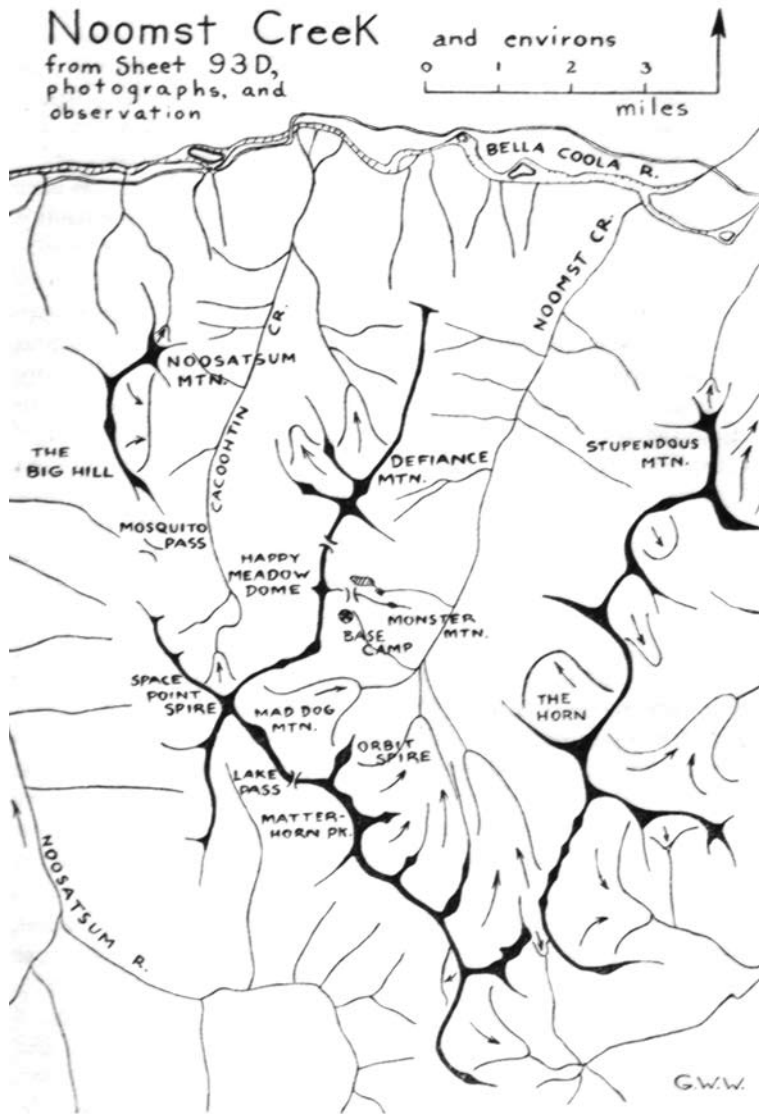 Noomst Creek
and environs
from Sheet 93D,
photographs, and
observation
0 1 2 3
miles
BELLA COOLA R.
NOOMST CR.
CACOOHTIN CR.
NOOSATSUM
MTN.
THE
BIG HILL
STUPENDOUS
MTN.
DEFIANCE
MTN.
MOSQUITO
PASS
HAPPY
MEADOW
DOME
MONSTER
MTN.
BASE
CAMP
SPACE
POINT
SPIRE
MAD DOG
MTN.
THE
HORN
ORBIT
SPIRE
LAKE
PASS
MATTER-
HORN PK.
NOOSATSUM R.
G.W.W.